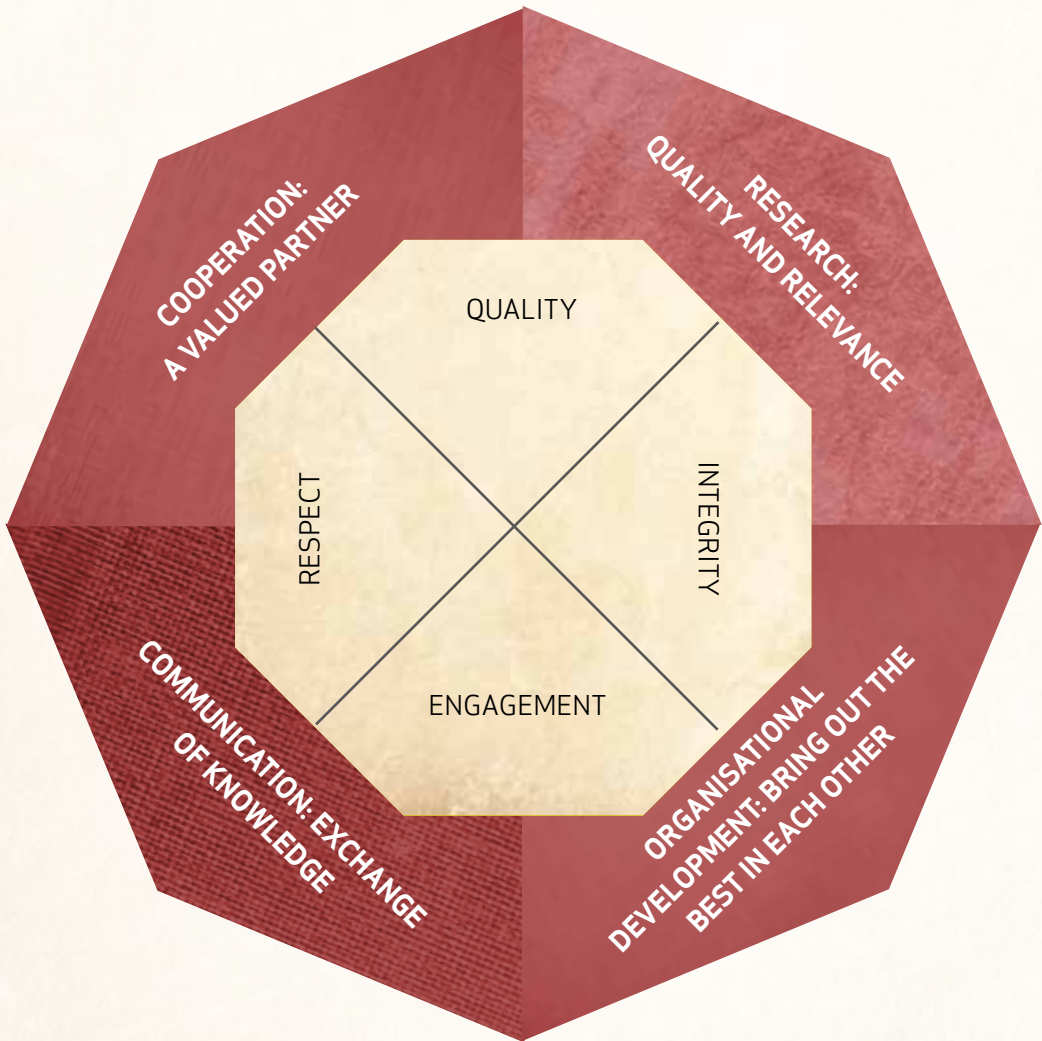 COOPERATION:
A VALUED PARTNER
RESEARCH:
QUALITY AND RELEVANCE
QUALITY
RESPECT
INTEGRITY
ENGAGEMENT
COMMUNICATION: EXCHANGE
OF KNOWLEDGE
ORGANISATIONAL
DEVELOPMENT: BRING OUT THE
BEST IN EACH OTHER